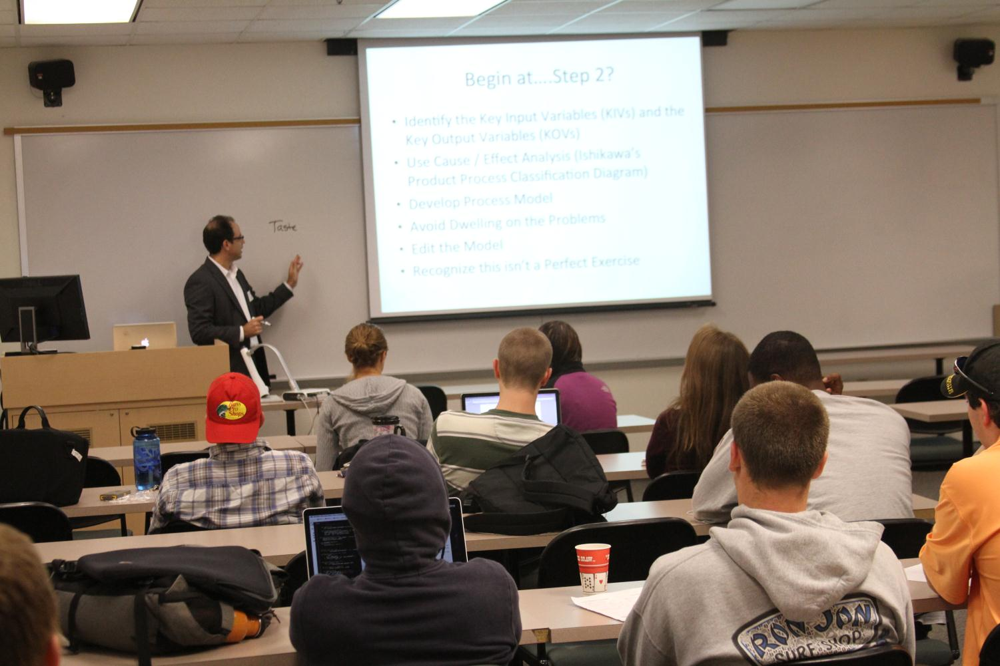 Begin at....Step 2?
• Identify the Key Input Variables (KIVs) and the
Key Output Variables (KOVs)
• Use Cause / Effect Analysis (Ishikawa's
Product Process Classification Diagram)
• Develop Process Model
• Avoid Dwelling on the Problems
• Edit the Model
• Recognize this isn't a Perfect Exercise
Taste
Bass
Pro
Shops
RON JON
SURF SHOP